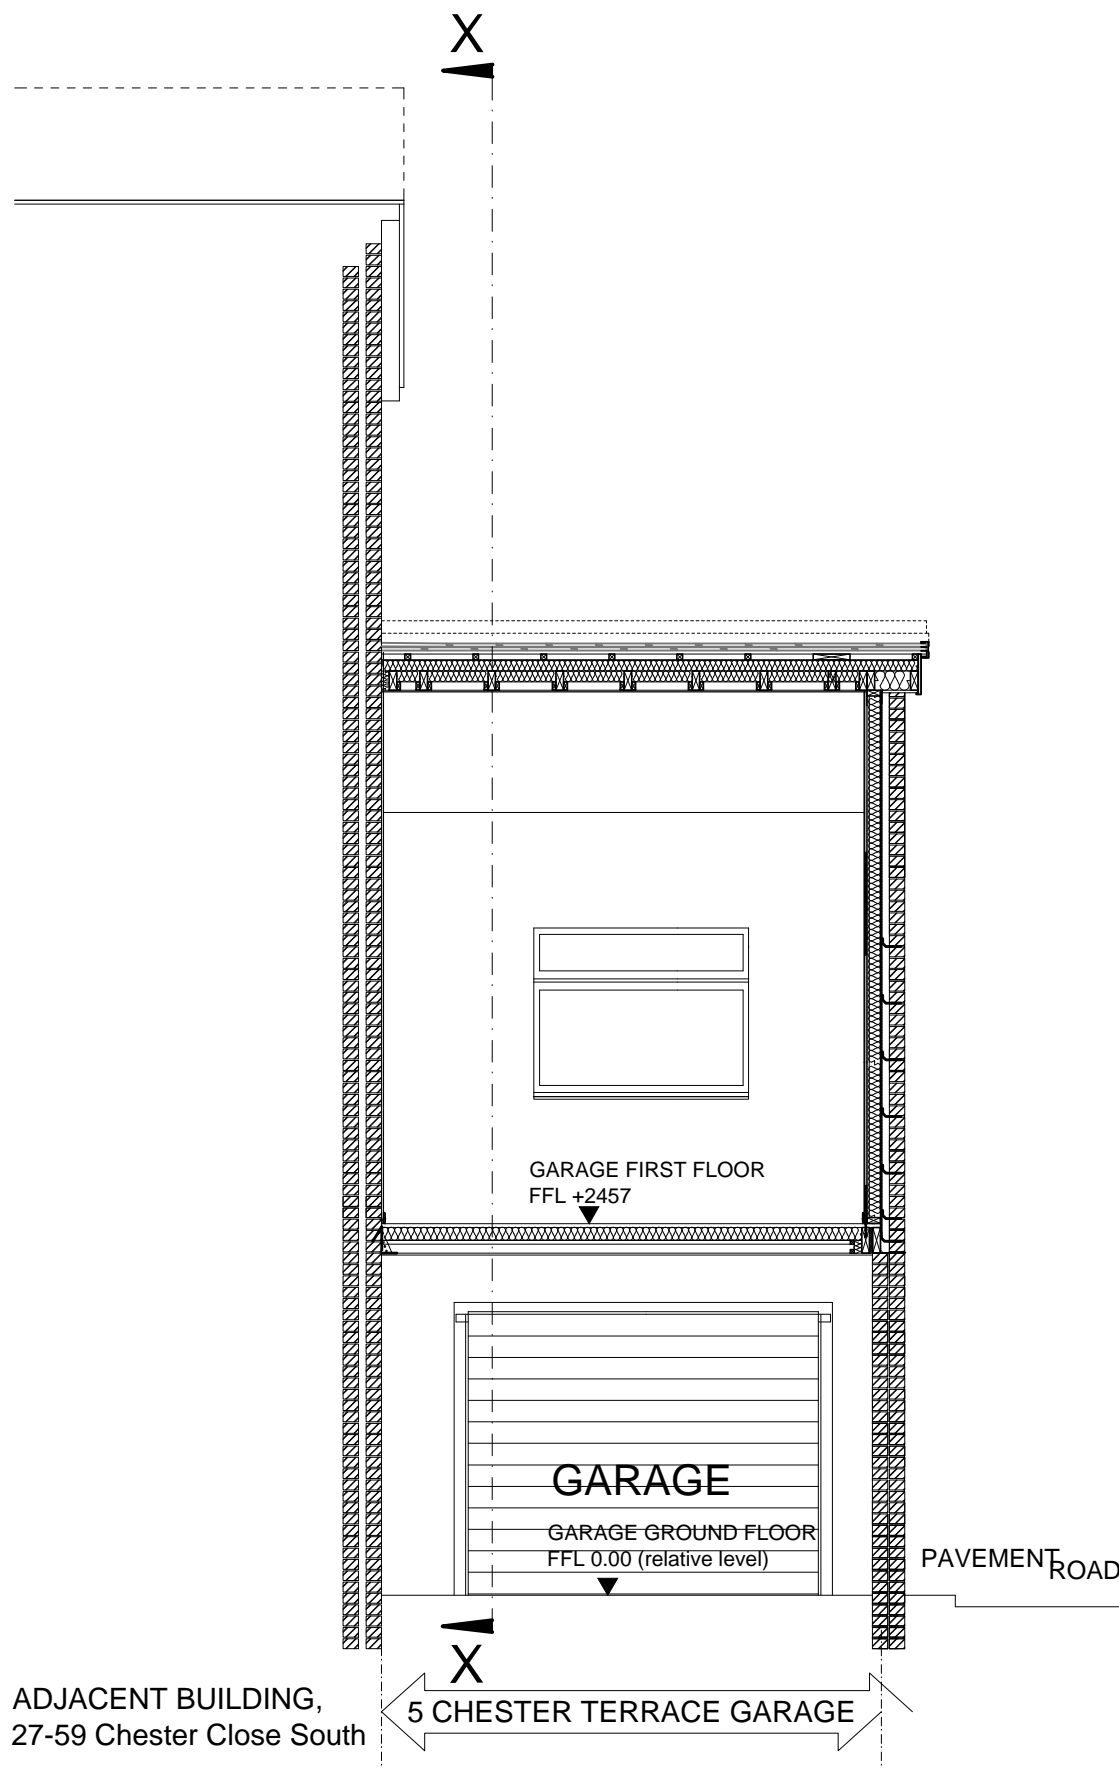 X
GARAGE FIRST FLOOR
FFL +2457
GARAGE
GARAGE GROUND FLOOR
FFL 0.00 (relative level)
PAVEMENT
ROAD
X
ADJACENT BUILDING,
27-59 Chester Close South
5 CHESTER TERRACE GARAGE